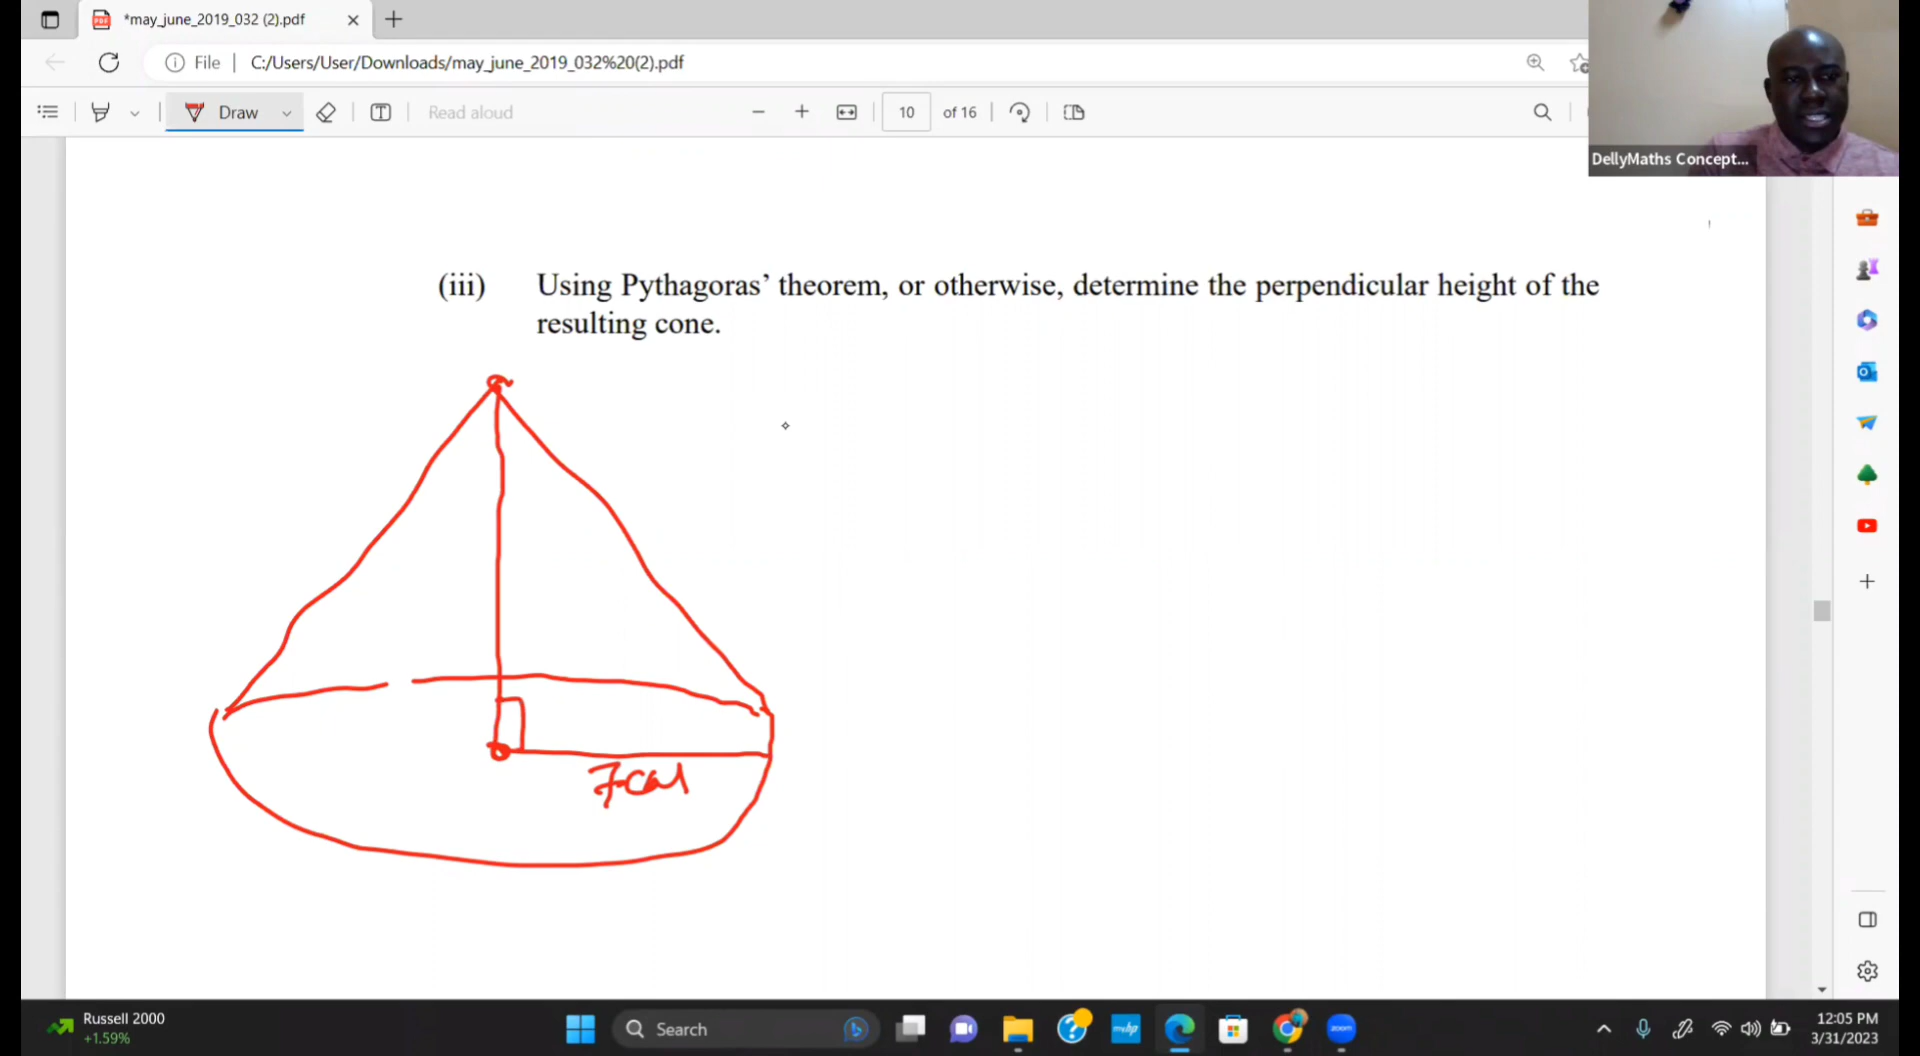 *may_june_2019_032 (2).pdf
File
C:/Users/User/Downloads/may_june_2019_032%20(2).pdf
Draw
Read aloud
10 of 16
DellyMaths Concept...
(iii) Using Pythagoras’ theorem, or otherwise, determine the perpendicular height of the
resulting cone.
7cm
Russell 2000
+1.59%
Search
myhp
zoom
12:05 PM
3/31/2023